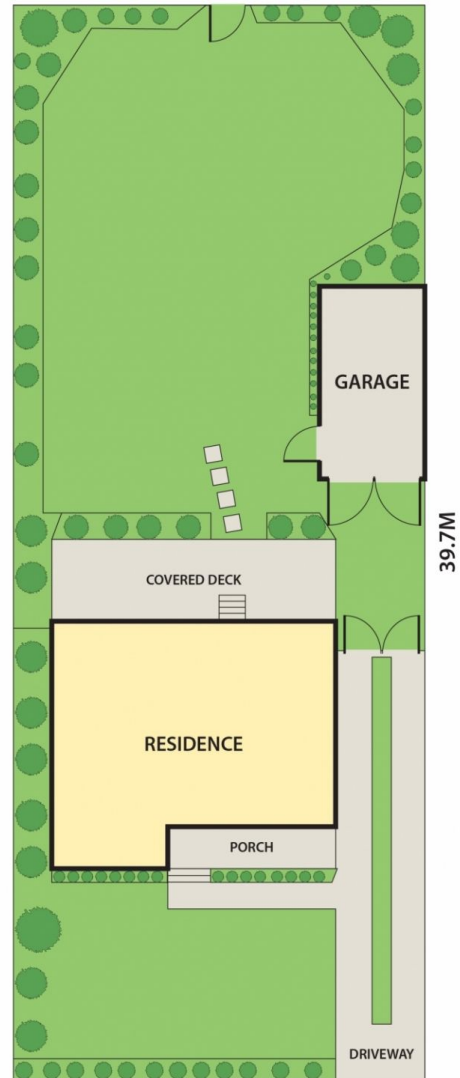 GARAGE
39.7M
COVERED DECK
RESIDENCE
PORCH
DRIVEWAY